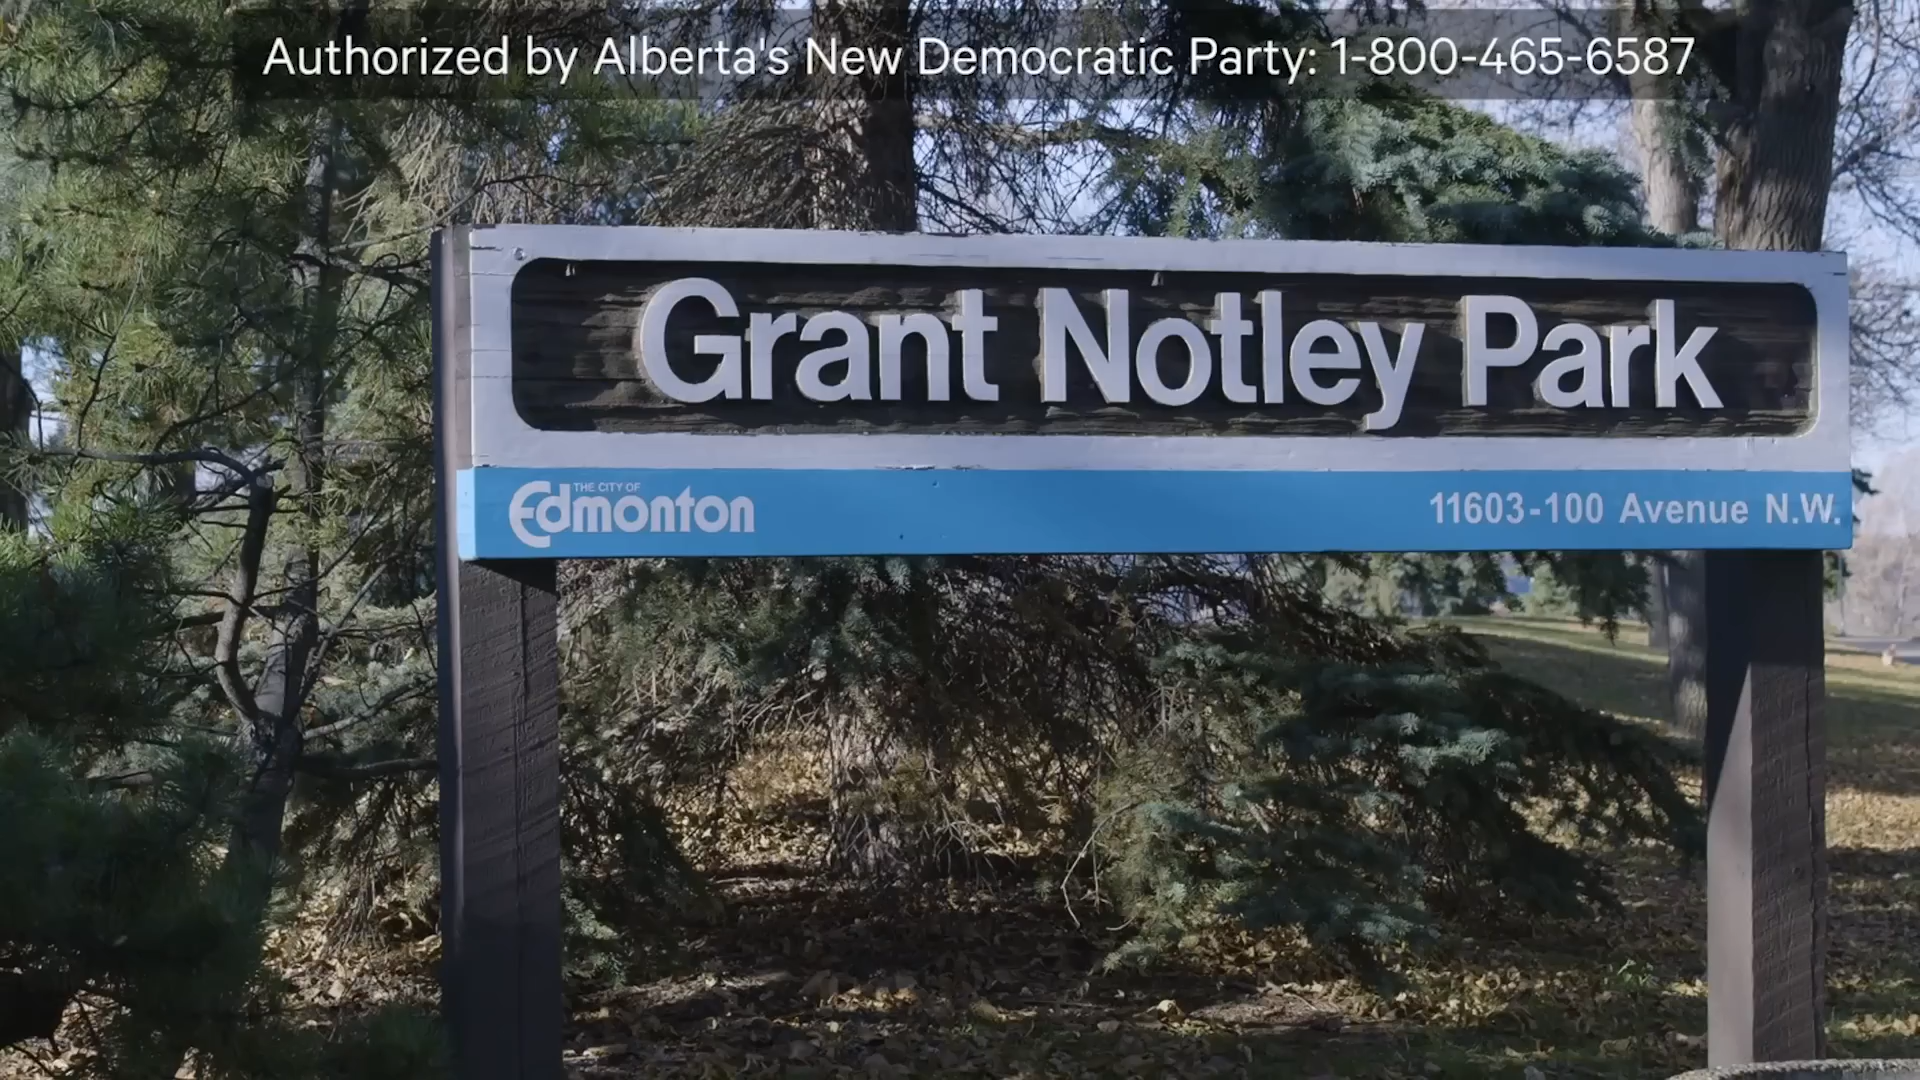 Authorized by Alberta's New Democratic Party: 1-800-465-6587
Grant Notley Park
THE CITY OF
Edmonton
11603-100 Avenue N.W.